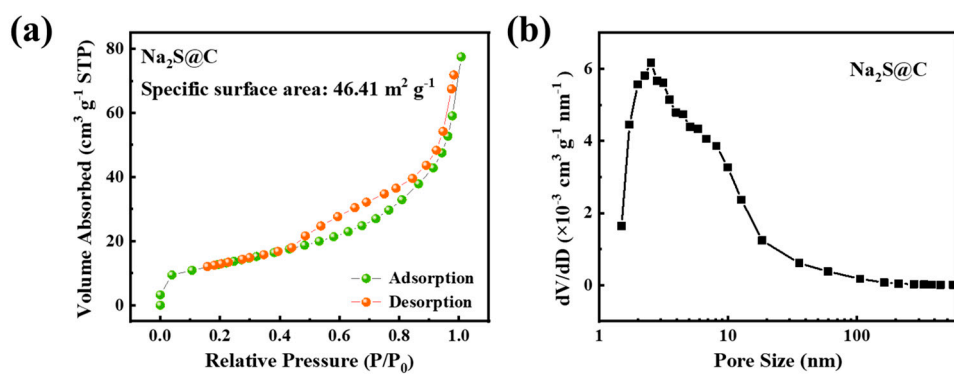 (a)
Volume Absorbed (cm³ g⁻¹ STP)
80
60
40
20
0
Na₂S@C
Specific surface area: 46.41 m² g⁻¹
Adsorption
Desorption
0.0 0.2 0.4 0.6 0.8 1.0
Relative Pressure (P/P₀)
(b)
dV/dD (×10⁻³ cm³ g⁻¹ nm⁻¹)
6
4
2
0
Na₂S@C
1 10 100
Pore Size (nm)